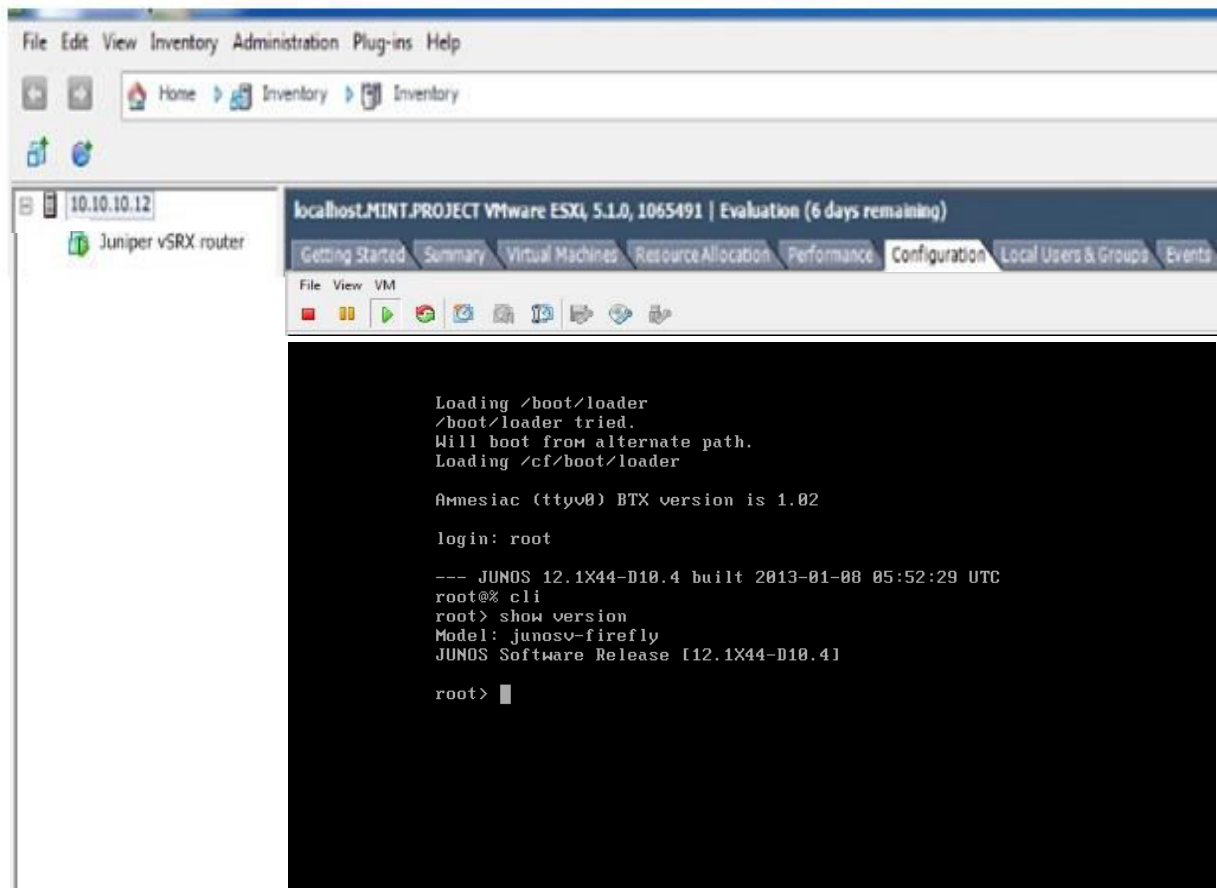 File Edit View Inventory Administration Plug-ins Help
Home Inventory Inventory
10.10.10.12
Juniper vSRX router
localhost.MINT.PROJECT VMware ESXi, 5.1.0, 1065491 | Evaluation (6 days remaining)
Getting Started Summary Virtual Machines Resource Allocation Performance Configuration Local Users & Groups Events
File View VM
Loading /boot/loader
/boot/loader tried.
Will boot from alternate path.
Loading /cf/boot/loader
Amnesiac (ttyv0) BTX version is 1.02
login: root
--- JUNOS 12.1X44-D10.4 built 2013-01-08 05:52:29 UTC
root@% cli
root> show version
Model: junosv-firefly
JUNOS Software Release [12.1X44-D10.4]
root>